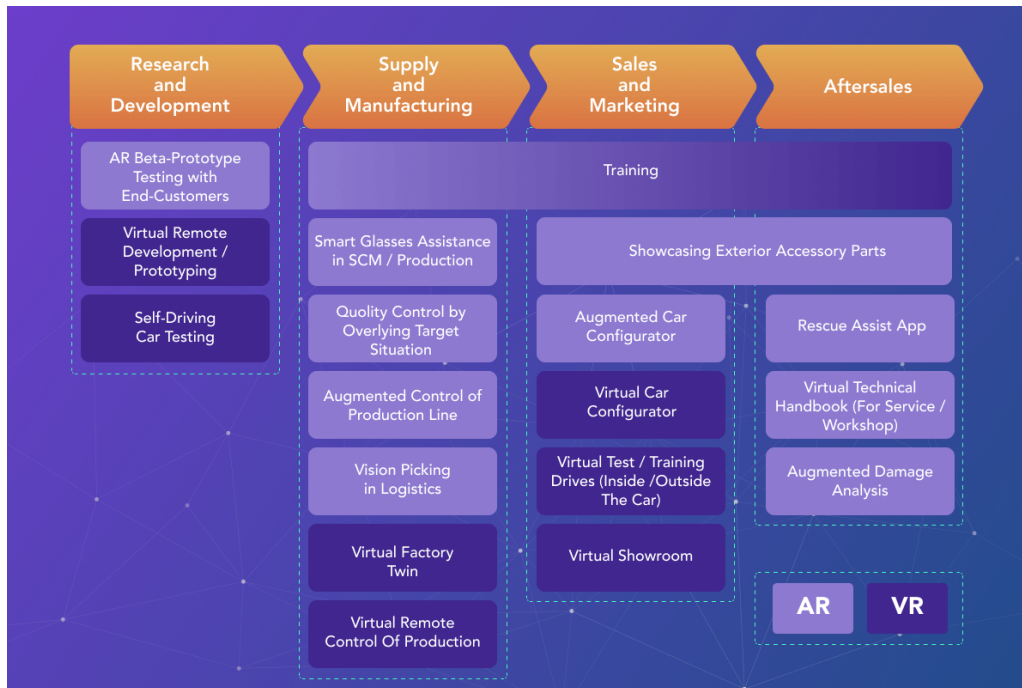 Research
and
Development
Supply
and
Manufacturing
Sales
and
Marketing
Aftersales
AR Beta-Prototype
Testing with
End-Customers
Virtual Remote
Development /
Prototyping
Self-Driving
Car Testing
Training
Smart Glasses Assistance
in SCM / Production
Quolity Control by
Overlying Target
Situation
Augmented Control of
Production Line
Vision Picking
in Logistics
Virtual Factory
Twin
Virtual Remote
Control Of Production
Showcasing Exterior Accessory Parts
Augmented Car
Configurator
Virtual Car
Configurator
Virtual Test / Training
Drives (Inside /Outside
The Car)
Virtual Showroom
Rescue Assist App
Virtual Technical
Handbook (For Service /
Workshop)
Augmented Damage
Analysis
AR
VR